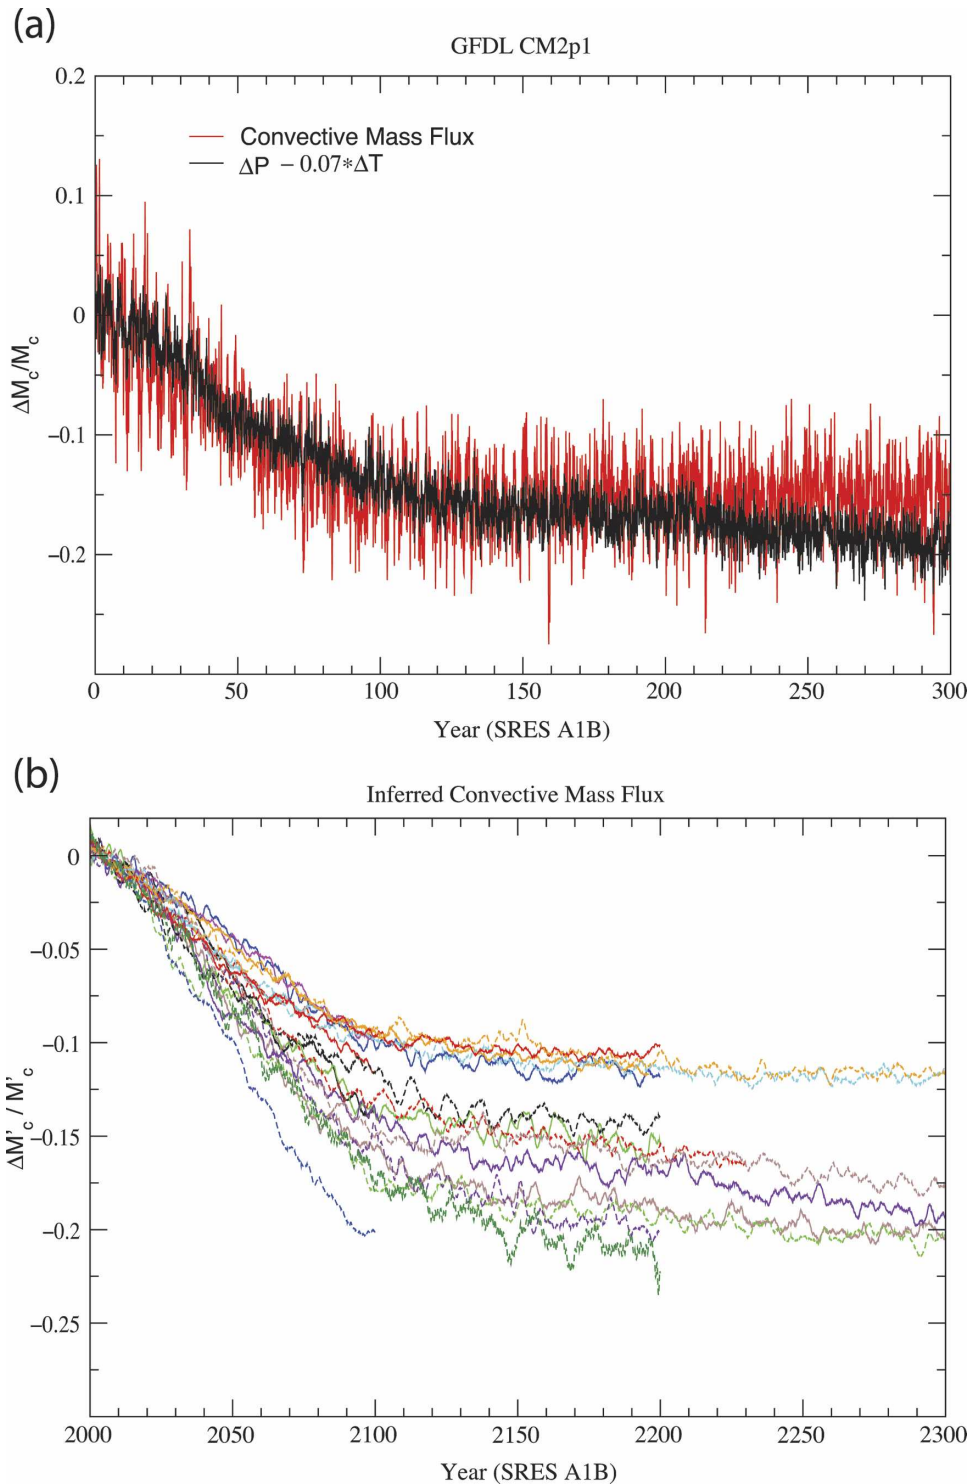 (a)
GFDL CM2p1
0.2
Convective Mass Flux
ΔP − 0.07*ΔT
0.1
0
ΔM_c/M_c
−0.1
−0.2
0 50 100 150 200 250 300
Year (SRES A1B)
(b)
Inferred Convective Mass Flux
0
−0.05
−0.1
ΔM'_c / M'_c
−0.15
−0.2
−0.25
2000 2050 2100 2150 2200 2250 2300
Year (SRES A1B)